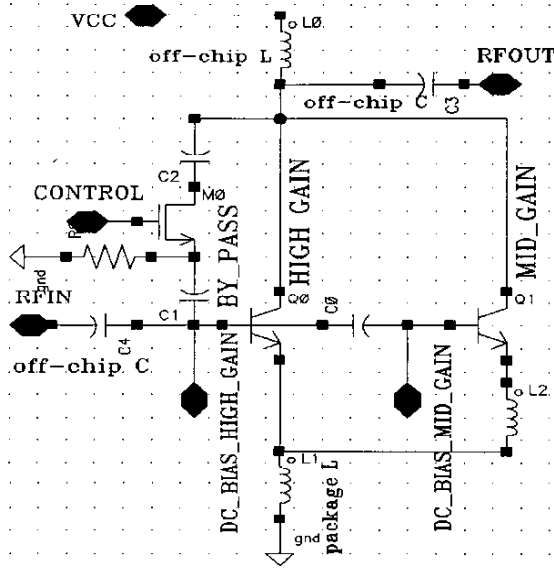 VCC
L0
off-chip L
RFOUT
off-chip C
C3
C2
M0
CONTROL
gnd
BY_PASS
HIGH GAIN
MID_GAIN
RFIN
C1
Q0
C0
Q1
C4
off-chip C
DC_BIAS_HIGH_GAIN
DC_BIAS_MID_GAIN
L2
L1
package L
gnd